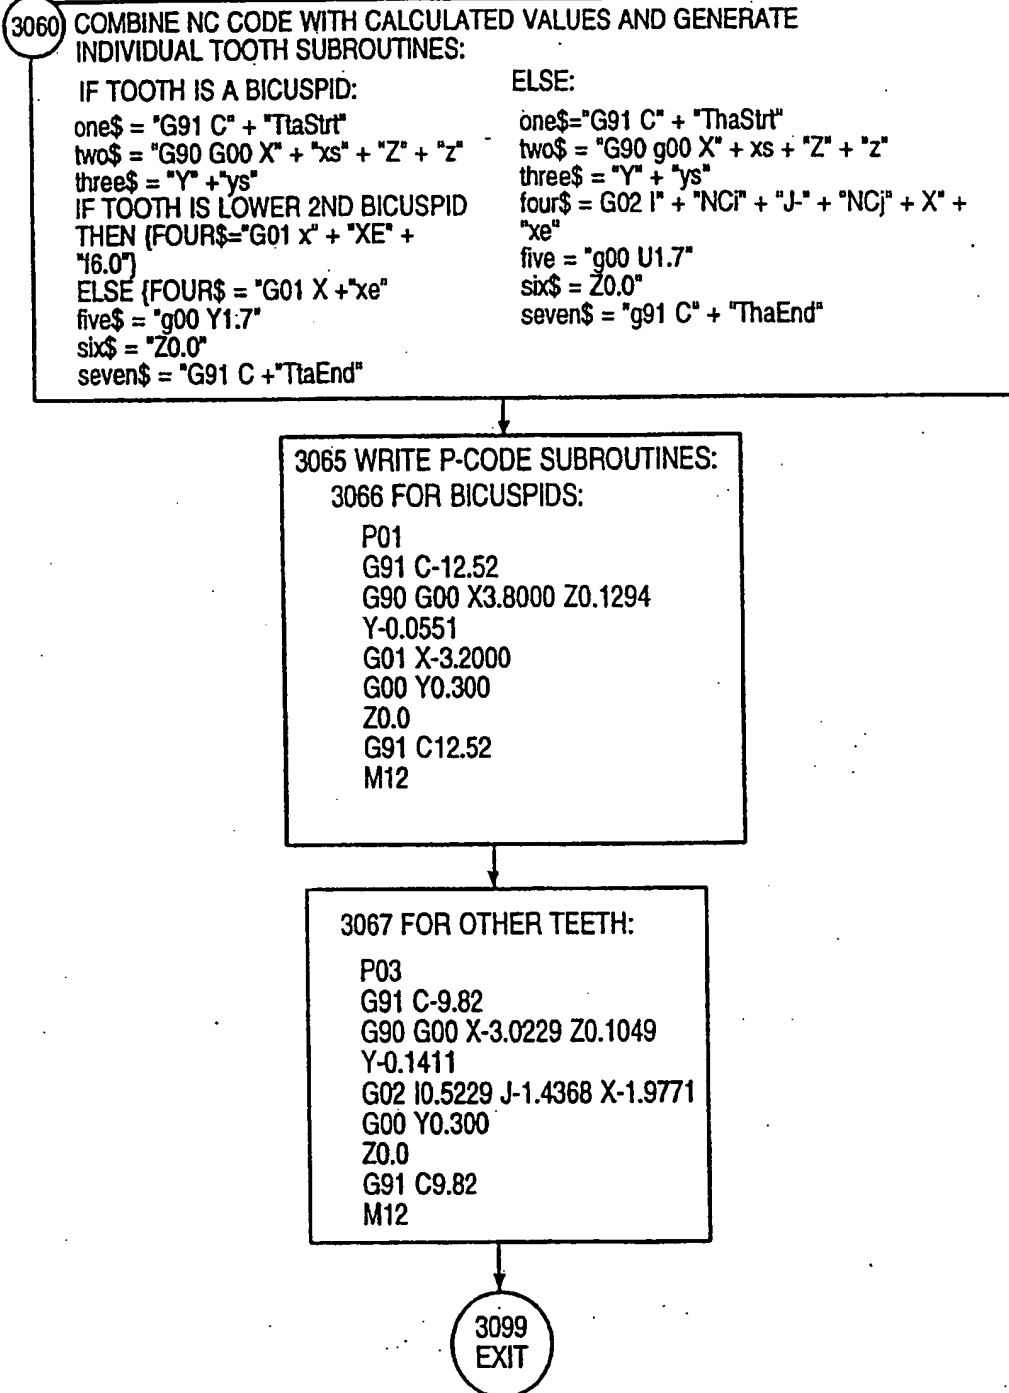 3060 COMBINE NC CODE WITH CALCULATED VALUES AND GENERATE
INDIVIDUAL TOOTH SUBROUTINES:
IF TOOTH IS A BICUSPID:
one$ = "G91 C" + "TtaStrt"
two$ = "G90 G00 X" + "xs" + "Z" + "z"
three$ = "Y" +"ys"
IF TOOTH IS LOWER 2ND BICUSPID
THEN {FOUR$="G01 x" + "XE" +
"f6.0"}
ELSE {FOUR$ = "G01 X +"xe"
five$ = "g00 Y1.7"
six$ = "Z0.0"
seven$ = "G91 C +"TtaEnd"
ELSE:
one$="G91 C" + "ThaStrt"
two$ = "G90 g00 X" + xs + "Z" + "z"
three$ = "Y" + "ys"
four$ = G02 I" + "NCi" + "J-" + "NCj" + X" +
"xe"
five = "g00 U1.7"
six$ = Z0.0"
seven$ = "g91 C" + "ThaEnd"
3065 WRITE P-CODE SUBROUTINES:
3066 FOR BICUSPIDS:
P01
G91 C-12.52
G90 G00 X3.8000 Z0.1294
Y-0.0551
G01 X-3.2000
G00 Y0.300
Z0.0
G91 C12.52
M12
3067 FOR OTHER TEETH:
P03
G91 C-9.82
G90 G00 X-3.0229 Z0.1049
Y-0.1411
G02 I0.5229 J-1.4368 X-1.9771
G00 Y0.300
Z0.0
G91 C9.82
M12
3099
EXIT